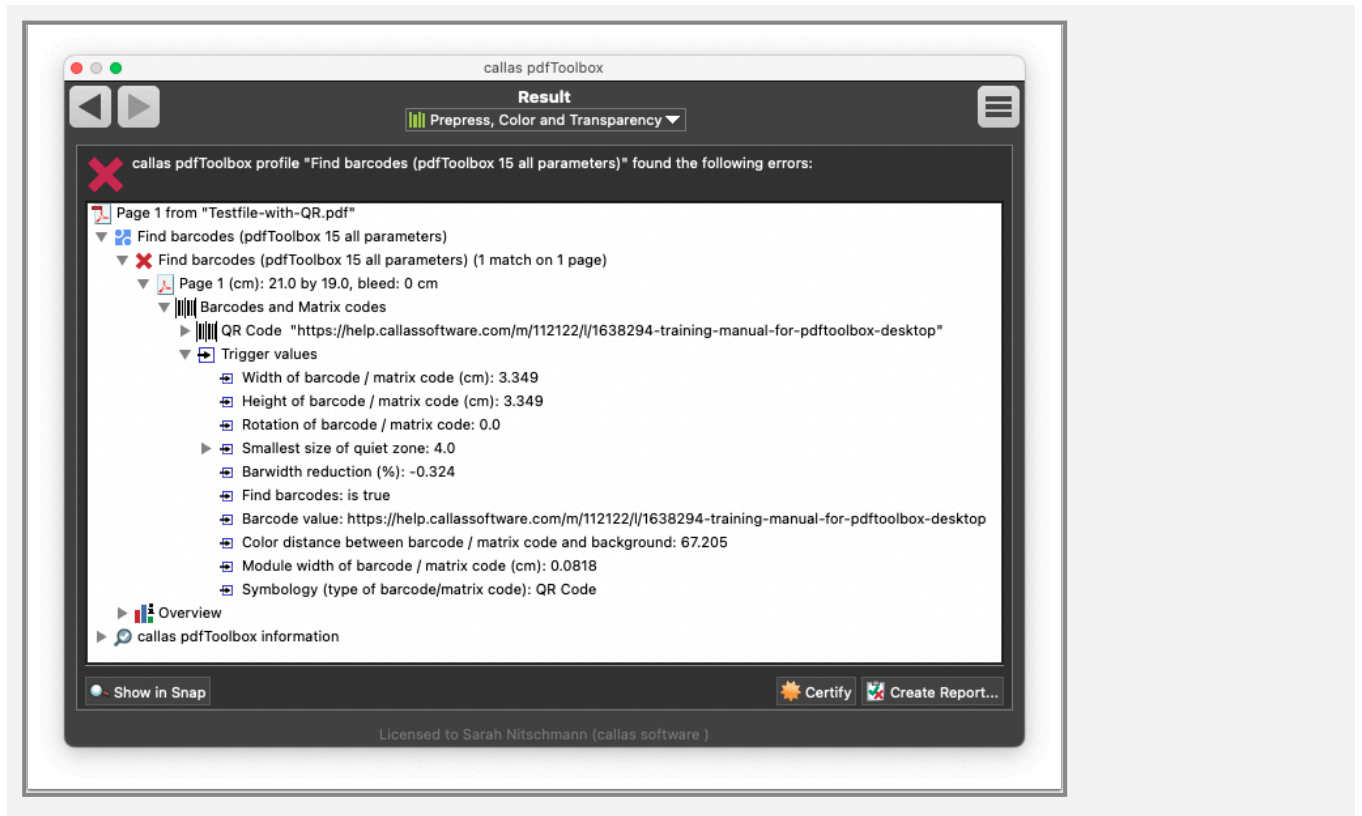 callas pdfToolbox
Result
Prepress, Color and Transparency
callas pdfToolbox profile "Find barcodes (pdfToolbox 15 all parameters)" found the following errors:
Page 1 from "Testfile-with-QR.pdf"
Find barcodes (pdfToolbox 15 all parameters)
Find barcodes (pdfToolbox 15 all parameters) (1 match on 1 page)
Page 1 (cm): 21.0 by 19.0, bleed: 0 cm
Barcodes and Matrix codes
QR Code "https://help.callassoftware.com/m/112122/l/1638294-training-manual-for-pdftoolbox-desktop"
Trigger values
Width of barcode / matrix code (cm): 3.349
Height of barcode / matrix code (cm): 3.349
Rotation of barcode / matrix code: 0.0
Smallest size of quiet zone: 4.0
Barwidth reduction (%): -0.324
Find barcodes: is true
Barcode value: https://help.callassoftware.com/m/112122/l/1638294-training-manual-for-pdftoolbox-desktop
Color distance between barcode / matrix code and background: 67.205
Module width of barcode / matrix code (cm): 0.0818
Symbology (type of barcode/matrix code): QR Code
Overview
callas pdfToolbox information
Show in Snap
Certify
Create Report...
Licensed to Sarah Nitschmann (callas software )